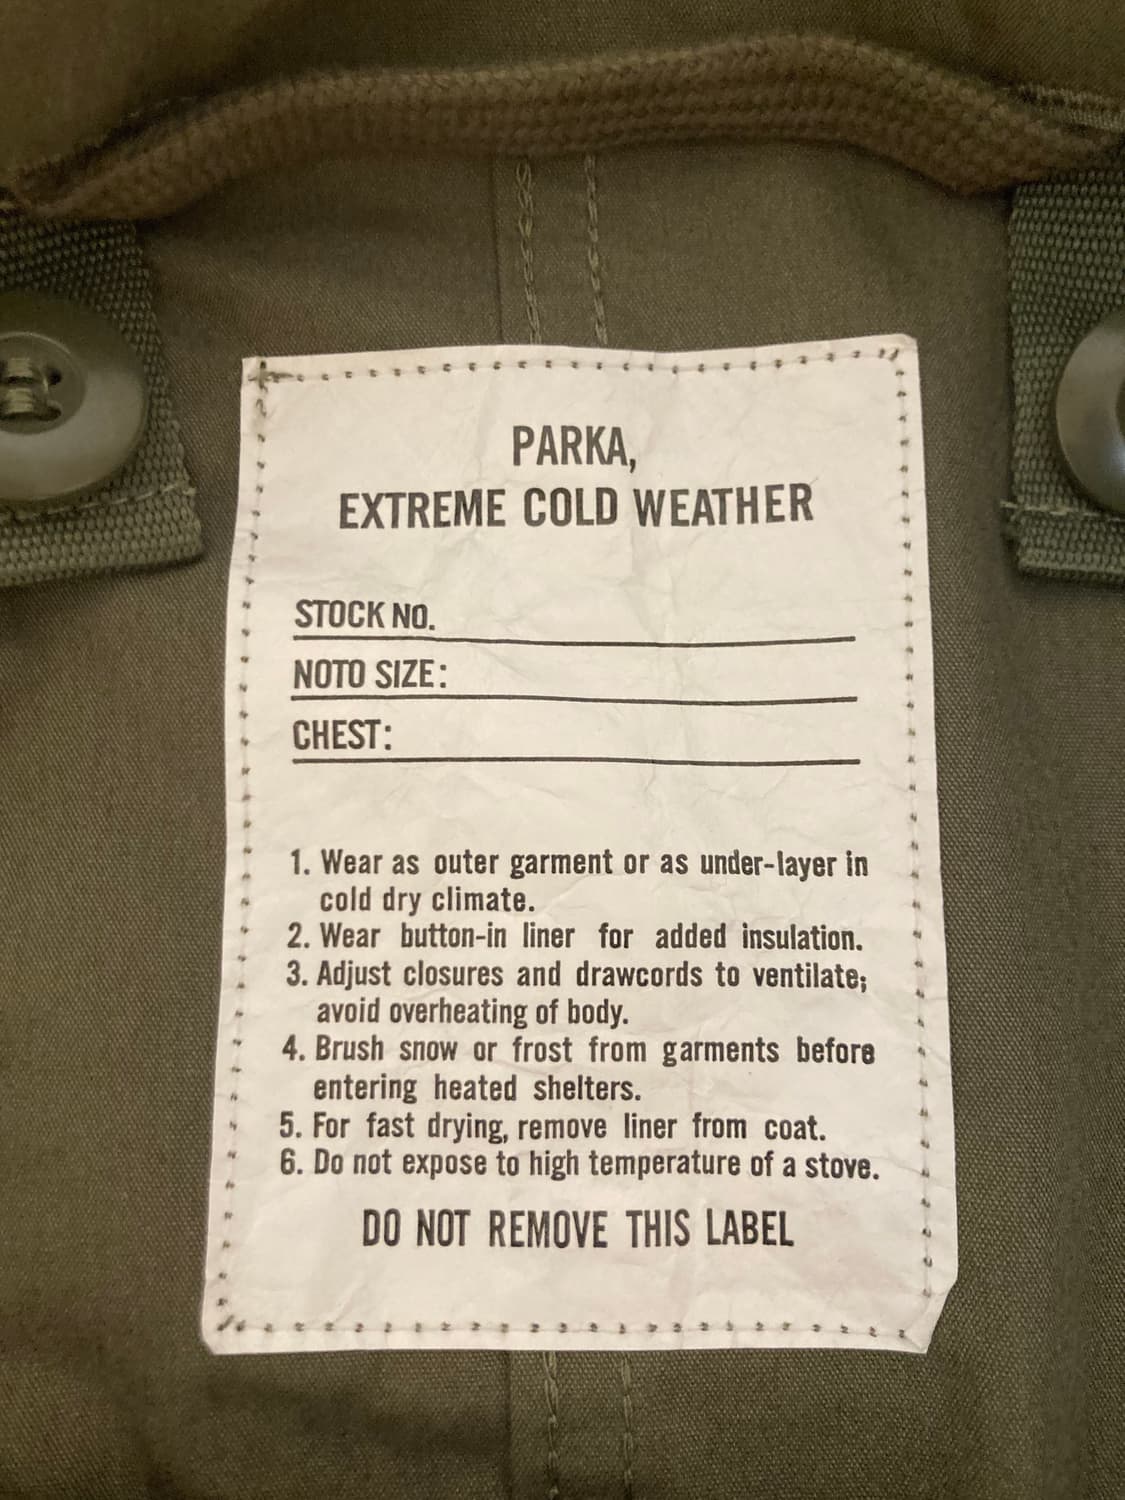 PARKA,
EXTREME COLD WEATHER
STOCK NO.
NOTO SIZE:
CHEST:
1. Wear as outer garment or as under-layer in
cold dry climate.
2. Wear button-in liner for added insulation.
3. Adjust closures and drawcords to ventilate;
avoid overheating of body.
4. Brush snow or frost from garments before
entering heated shelters.
5. For fast drying, remove liner from coat.
6. Do not expose to high temperature of a stove.
DO NOT REMOVE THIS LABEL